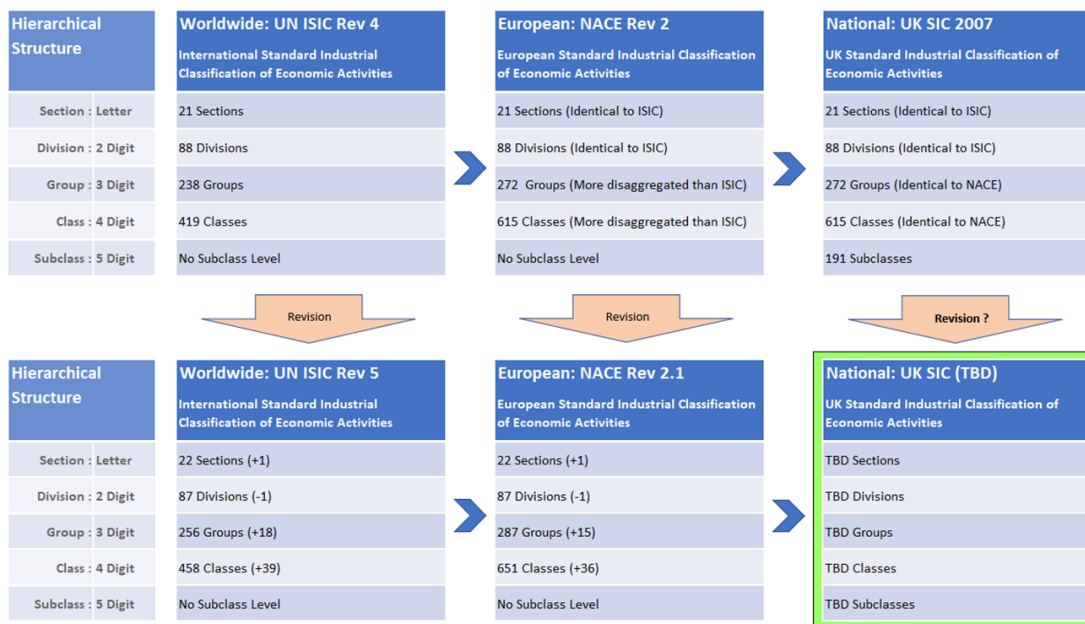 Hierarchical
Structure
Section : Letter
Division : 2 Digit
Group : 3 Digit
Class : 4 Digit
Subclass : 5 Digit
Worldwide: UN ISIC Rev 4
International Standard Industrial
Classification of Economic Activities
21 Sections
88 Divisions
238 Groups
419 Classes
No Subclass Level
European: NACE Rev 2
European Standard Industrial Classification
of Economic Activities
21 Sections (Identical to ISIC)
88 Divisions (Identical to ISIC)
272 Groups (More disaggregated than ISIC)
615 Classes (More disaggregated than ISIC)
No Subclass Level
National: UK SIC 2007
UK Standard Industrial Classification of
Economic Activities
21 Sections (Identical to ISIC)
88 Divisions (Identical to ISIC)
272 Groups (Identical to NACE)
615 Classes (Identical to NACE)
191 Subclasses
Revision
Revision
Revision ?
Hierarchical
Structure
Section : Letter
Division : 2 Digit
Group : 3 Digit
Class : 4 Digit
Subclass : 5 Digit
Worldwide: UN ISIC Rev 5
International Standard Industrial
Classification of Economic Activities
22 Sections (+1)
87 Divisions (-1)
256 Groups (+18)
458 Classes (+39)
No Subclass Level
European: NACE Rev 2.1
European Standard Industrial Classification
of Economic Activities
22 Sections (+1)
87 Divisions (-1)
287 Groups (+15)
651 Classes (+36)
No Subclass Level
National: UK SIC (TBD)
UK Standard Industrial Classification of
Economic Activities
TBD Sections
TBD Divisions
TBD Groups
TBD Classes
TBD Subclasses